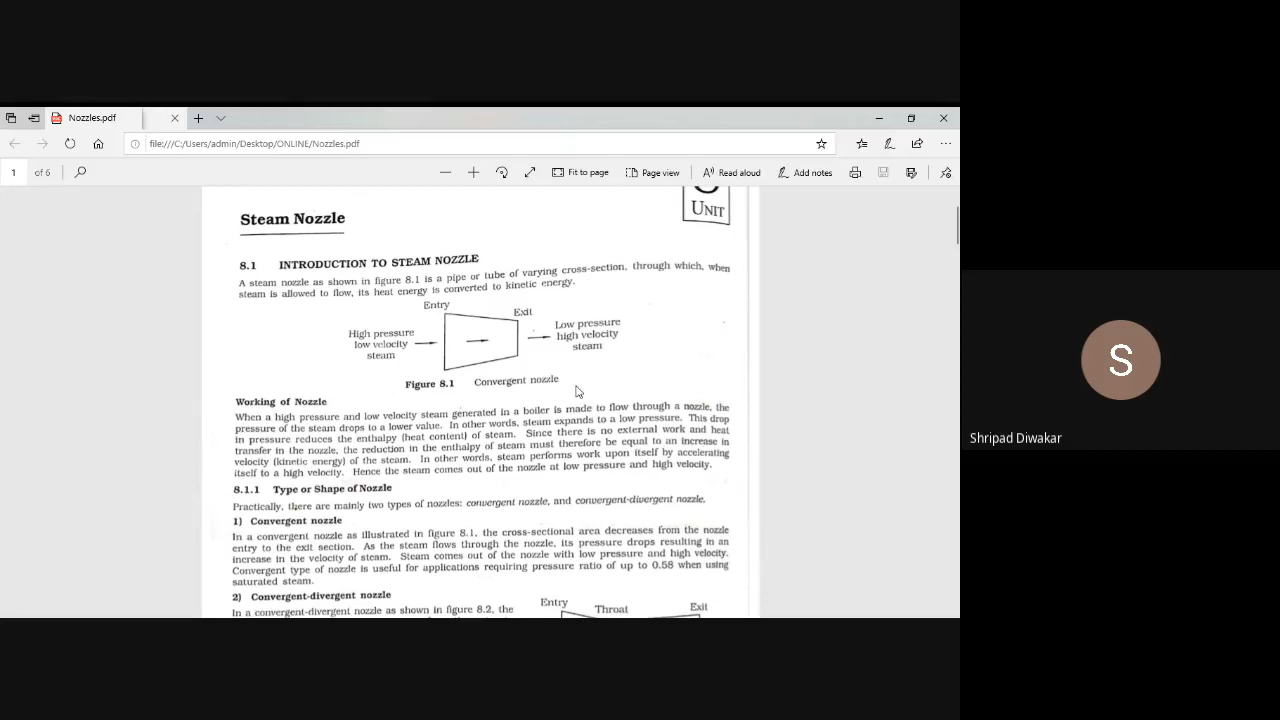 Nozzles.pdf
file:///C:/Users/admin/Desktop/ONLINE/Nozzles.pdf
1 of 6
Fit to page
Page view
Read aloud
Add notes
UNIT
Steam Nozzle
8.1 INTRODUCTION TO STEAM NOZZLE
A steam nozzle as shown in figure 8.1 is a pipe or tube of varying cross-section, through which, when
steam is allowed to flow, its heat energy is converted to kinetic energy.
Entry
Exit
High pressure
low velocity
steam
Low pressure
high velocity
steam
Figure 8.1 Convergent nozzle
Working of Nozzle
When a high pressure and low velocity steam generated in a boiler is made to flow through a nozzle, the
pressure of the steam drops to a lower value. In other words, steam expands to a low pressure. This drop
in pressure reduces the enthalpy (heat content) of steam. Since there is no external work and heat
transfer in the nozzle, the reduction in the enthalpy of steam must therefore be equal to an increase in
velocity (kinetic energy) of the steam. In other words, steam performs work upon itself by accelerating
itself to a high velocity. Hence the steam comes out of the nozzle at low pressure and high velocity.
8.1.1 Type or Shape of Nozzle
Practically, there are mainly two types of nozzles: convergent nozzle, and convergent-divergent nozzle.
1) Convergent nozzle
In a convergent nozzle as illustrated in figure 8.1, the cross-sectional area decreases from the nozzle
entry to the exit section. As the steam flows through the nozzle, its pressure drops resulting in an
increase in the velocity of steam. Steam comes out of the nozzle with low pressure and high velocity.
Convergent type of nozzle is useful for applications requiring pressure ratio of up to 0.58 when using
saturated steam.
2) Convergent-divergent nozzle
In a convergent-divergent nozzle as shown in figure 8.2, the
Entry
Throat
Exit
S
Shripad Diwakar